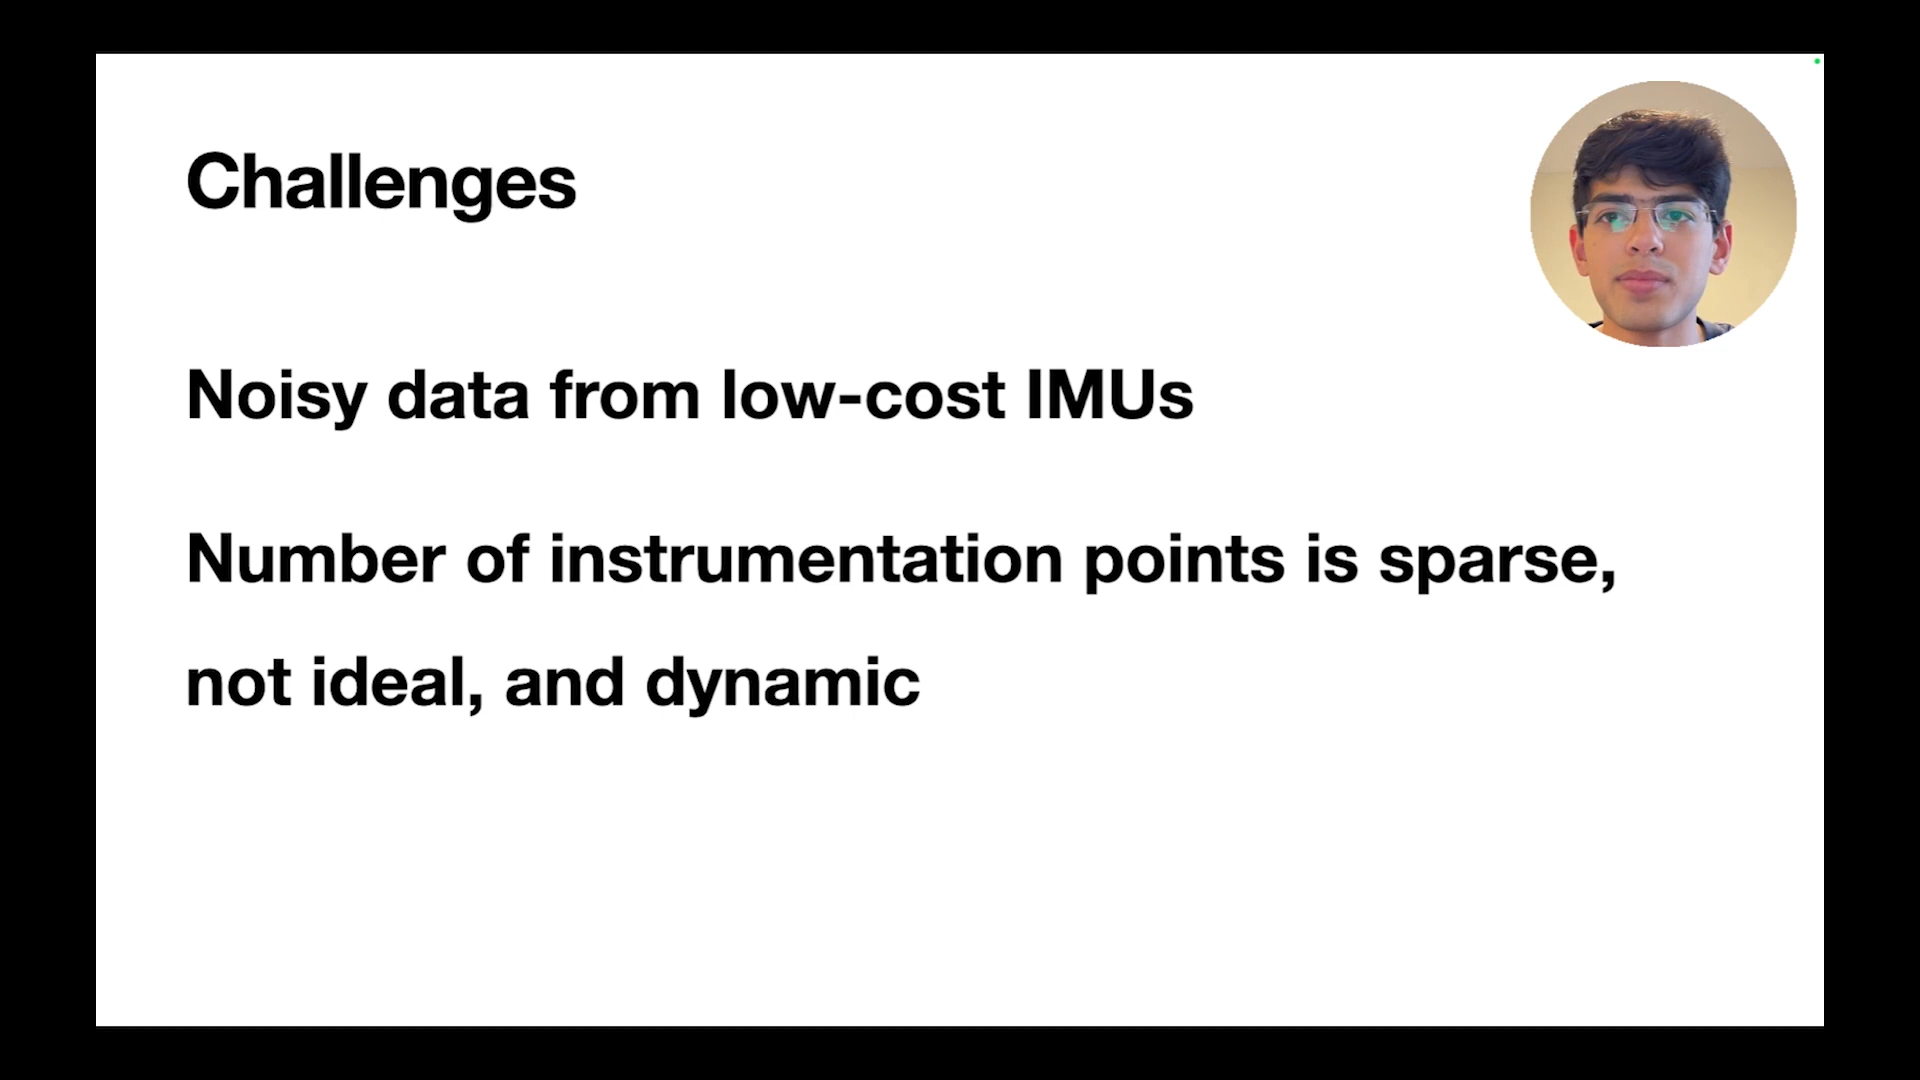 Challenges
Noisy data from low-cost IMUs
Number of instrumentation points is sparse,
not ideal, and dynamic